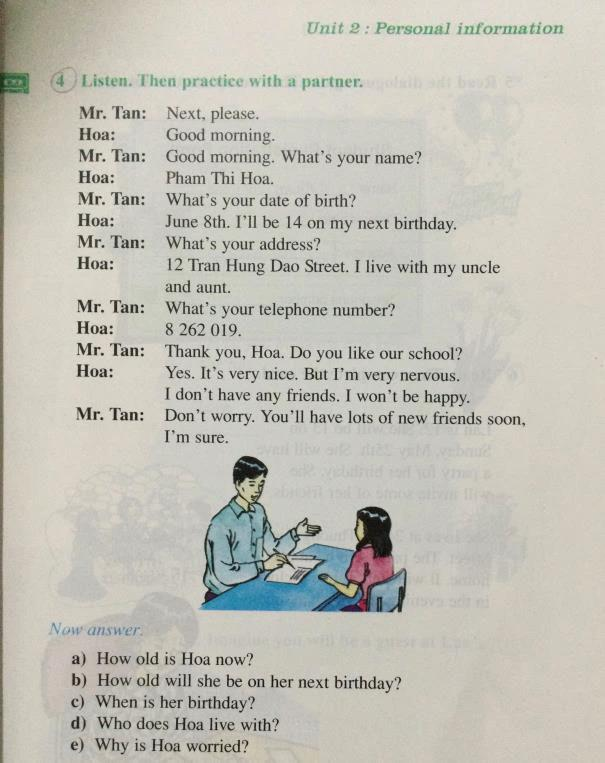 Unit 2 : Personal information
4 Listen. Then practice with a partner.
Mr. Tan: Next, please.
Hoa: Good morning.
Mr. Tan: Good morning. What's your name?
Hoa: Pham Thi Hoa.
Mr. Tan: What's your date of birth?
Hoa: June 8th. I'll be 14 on my next birthday.
Mr. Tan: What's your address?
Hoa: 12 Tran Hung Dao Street. I live with my uncle
and aunt.
Mr. Tan: What's your telephone number?
Hoa: 8 262 019.
Mr. Tan: Thank you, Hoa. Do you like our school?
Hoa: Yes. It's very nice. But I'm very nervous.
I don't have any friends. I won't be happy.
Mr. Tan: Don't worry. You'll have lots of new friends soon,
I'm sure.
Now answer.
a) How old is Hoa now?
b) How old will she be on her next birthday?
c) When is her birthday?
d) Who does Hoa live with?
e) Why is Hoa worried?